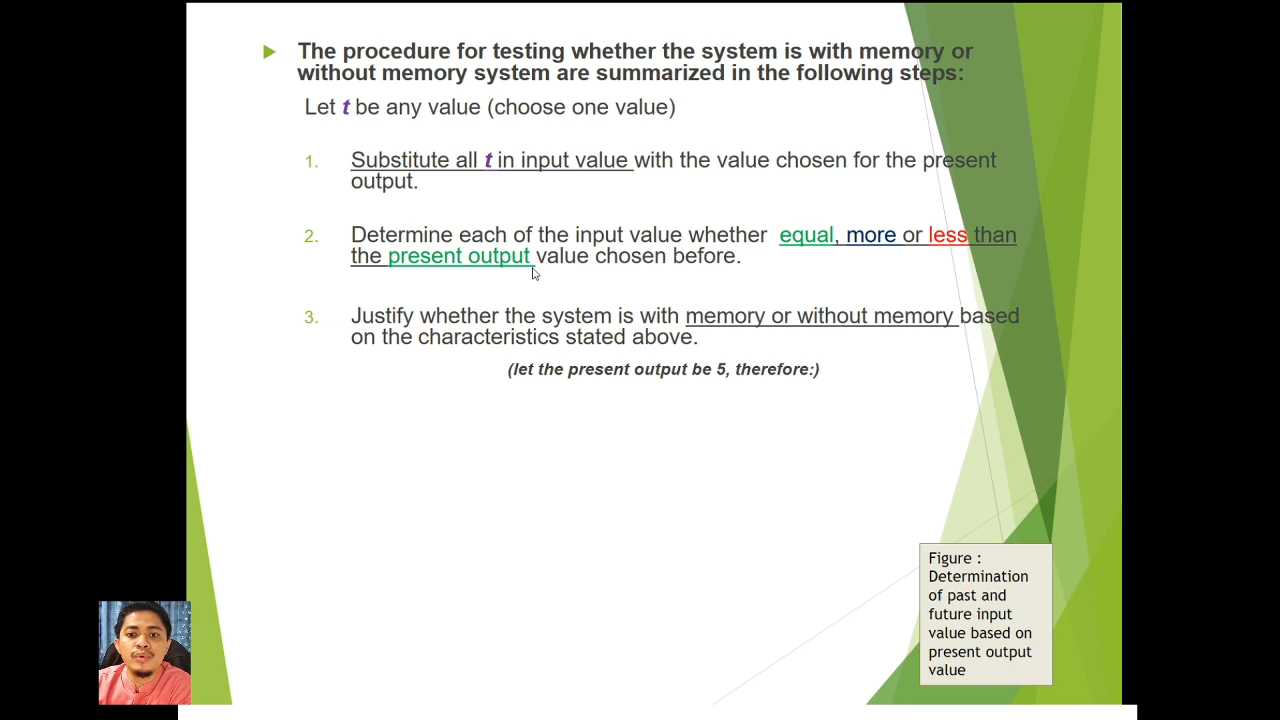 The procedure for testing whether the system is with memory or
without memory system are summarized in the following steps:
Let t be any value (choose one value)
1. Substitute all t in input value with the value chosen for the present
output.
2. Determine each of the input value whether equal, more or less than
the present output value chosen before.
3. Justify whether the system is with memory or without memory based
on the characteristics stated above.
(let the present output be 5, therefore:)
Figure :
Determination
of past and
future input
value based on
present output
value